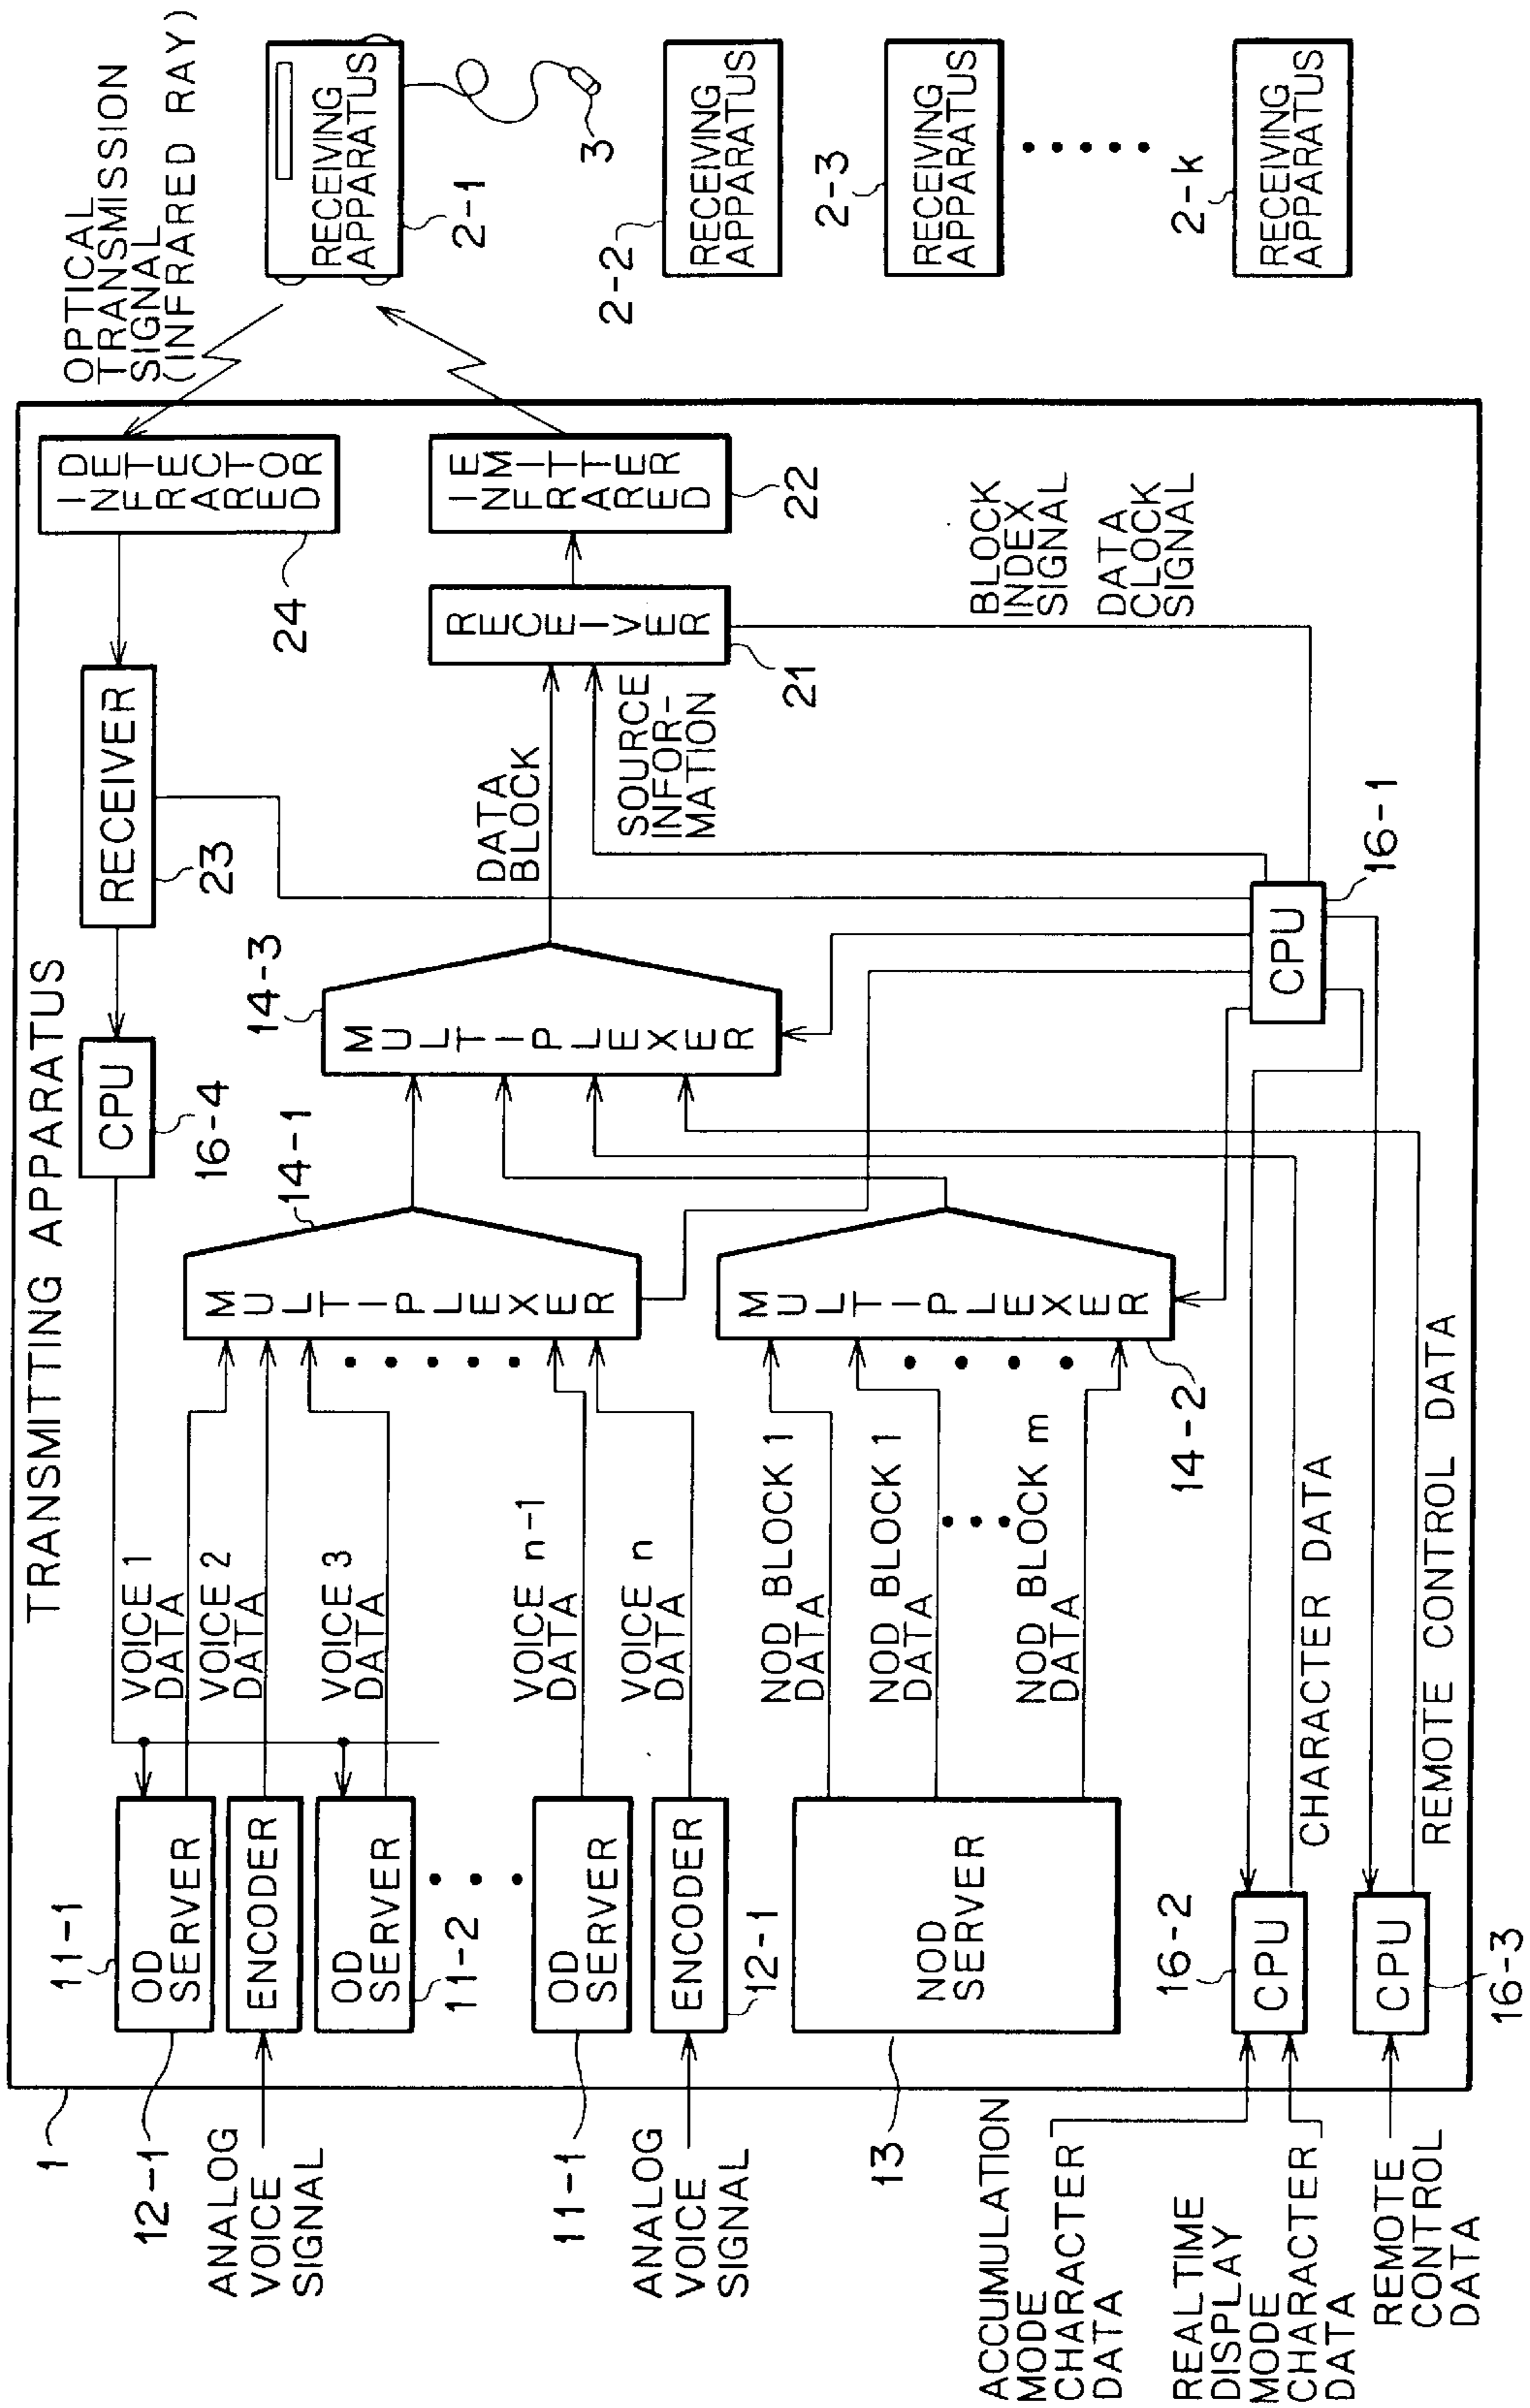 TRANSMITTING APPARATUS
1
11-1
OD
SERVER
12-1
ANALOG
VOICE
SIGNAL
ENCODER
OD
SERVER
11-2
OD
SERVER
11-1
ANALOG
VOICE
SIGNAL
ENCODER
12-1
NOD
SERVER
13
ACCUMULATION
MODE
CHARACTER
DATA
REALTIME
DISPLAY
MODE
CHARACTER
DATA
REMOTE
CONTROL
DATA
16-2
CPU
CPU
16-3
VOICE 1
DATA
VOICE 2
DATA
VOICE 3
DATA
VOICE n-1
DATA
VOICE n
DATA
NOD BLOCK 1
DATA
NOD BLOCK 1
DATA
NOD BLOCK m
DATA
CHARACTER DATA
REMOTE CONTROL DATA
MULTIPLEXER
14-1
MULTIPLEXER
14-2
CPU
16-4
MULTIPLEXER
14-3
CPU
16-1
RECEIVER
23
DATA
BLOCK
SOURCE
INFOR-
MATION
RECEIVER
21
BLOCK
INDEX
SIGNAL
DATA
CLOCK
SIGNAL
INFRARED
DETECTOR
24
INFRARED
EMITTER
22
OPTICAL
TRANSMISSION
SIGNAL
(INFRARED RAY)
RECEIVING
APPARATUS
2-1
3
RECEIVING
APPARATUS
2-2
RECEIVING
APPARATUS
2-3
RECEIVING
APPARATUS
2-k